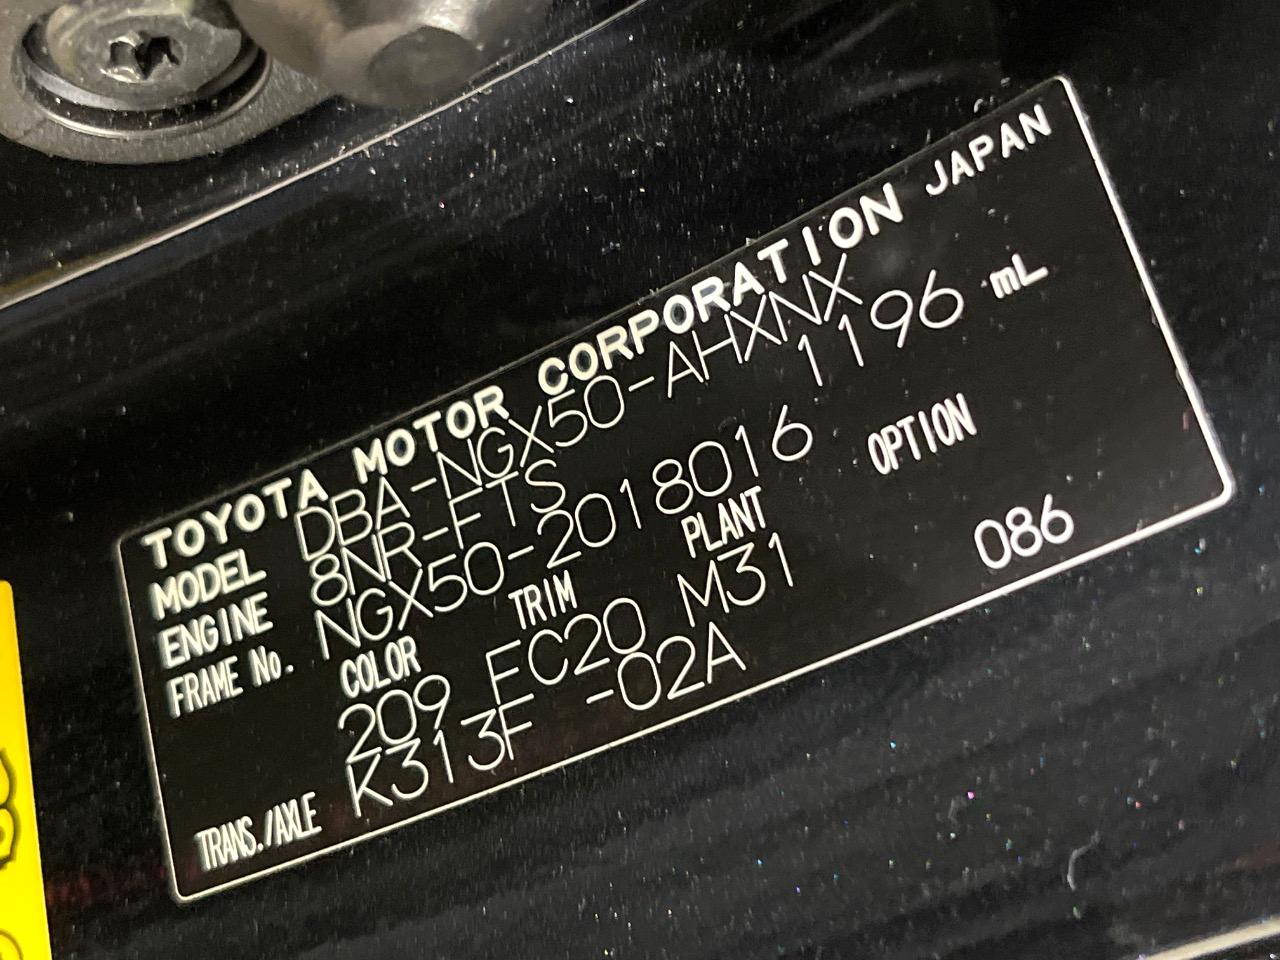 TOYOTA MOTOR CORPORATION JAPAN
MODEL DBA-NGX50-AHXNX
ENGINE 8NR-FTS 1196 mL
FRAME No. NGX50-2018016
COLOR TRIM PLANT OPTION
209 EC20 M31 086
TRANS./AXLE K313F -02A